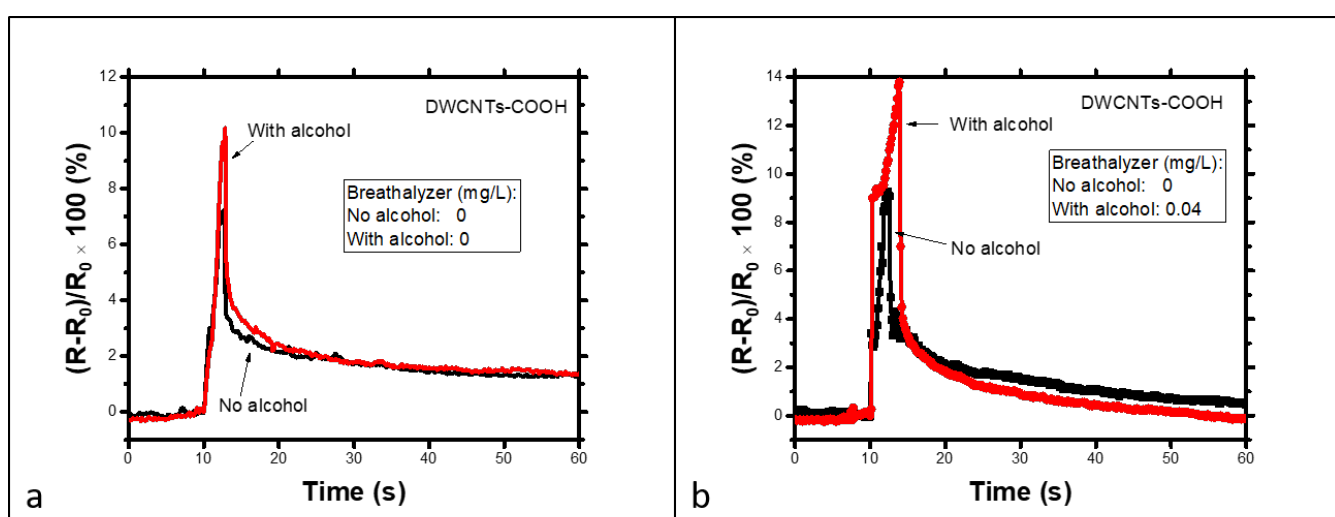 12
10
8
6
4
2
0
(R-R₀)/R₀ × 100 (%)
DWCNTs-COOH
With alcohol
Breathalyzer (mg/L):
No alcohol: 0
With alcohol: 0
No alcohol
0 10 20 30 40 50 60
Time (s)
a
14
12
10
8
6
4
2
0
(R-R₀)/R₀ × 100 (%)
DWCNTs-COOH
With alcohol
Breathalyzer (mg/L):
No alcohol: 0
With alcohol: 0.04
No alcohol
0 10 20 30 40 50 60
Time (s)
b